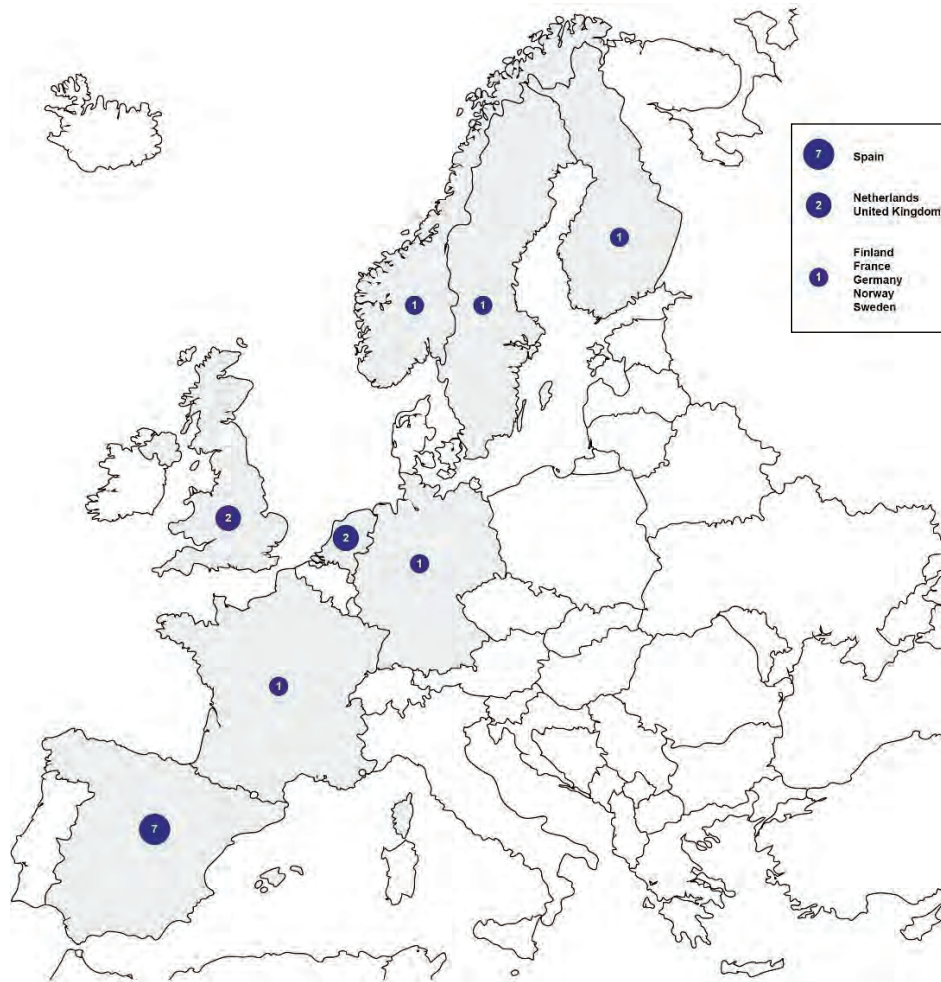 7 Spain
2 Netherlands
United Kingdom
1 Finland
France
Germany
Norway
Sweden
1
1
1
2
2
1
1
7